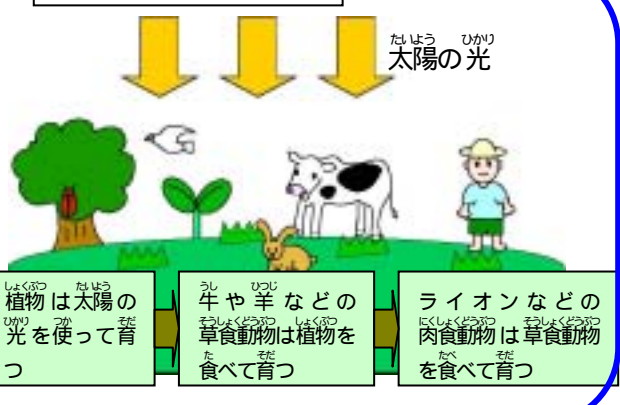 太陽の光
植物は太陽の
光を使って育
つ
牛や羊などの
草食動物は植物を
食べて育つ
ライオンなどの
肉食動物は草食動物
を食べて育つ